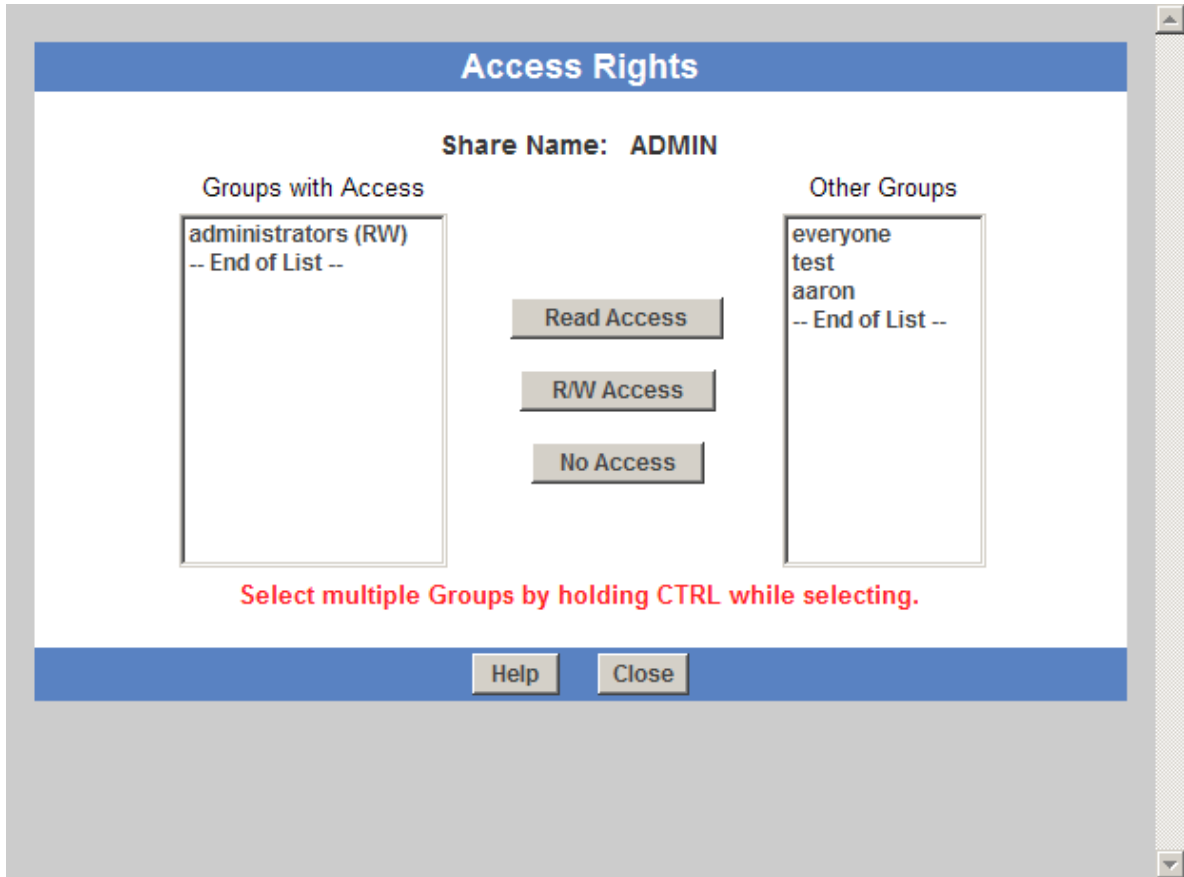 Access Rights
Share Name: ADMIN
Groups with Access
administrators (RW)
-- End of List --
Read Access
R/W Access
No Access
Other Groups
everyone
test
aaron
-- End of List --
Select multiple Groups by holding CTRL while selecting.
Help Close